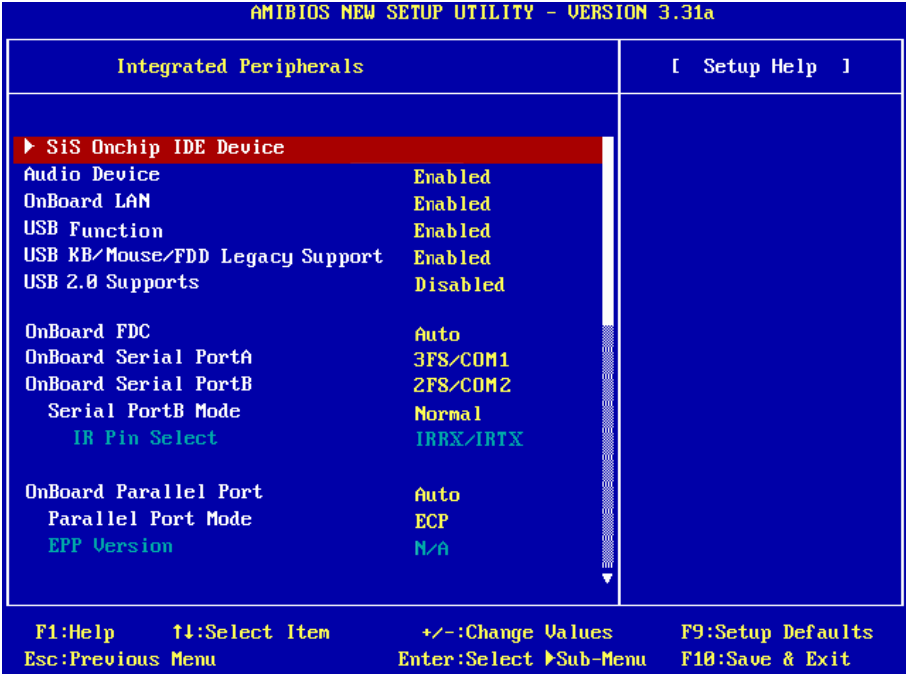 AMIBIOS NEW SETUP UTILITY - VERSION 3.31a
Integrated Peripherals
[ Setup Help ]
▶ SiS Onchip IDE Device
Audio Device Enabled
OnBoard LAN Enabled
USB Function Enabled
USB KB/Mouse/FDD Legacy Support Enabled
USB 2.0 Supports Disabled
OnBoard FDC Auto
OnBoard Serial PortA 3F8/COM1
OnBoard Serial PortB 2F8/COM2
Serial PortB Mode Normal
IR Pin Select IRRX/IRTX
OnBoard Parallel Port Auto
Parallel Port Mode ECP
EPP Version N/A
F1:Help ↑↓:Select Item +/-:Change Values F9:Setup Defaults
Esc:Previous Menu Enter:Select ▶Sub-Menu F10:Save & Exit